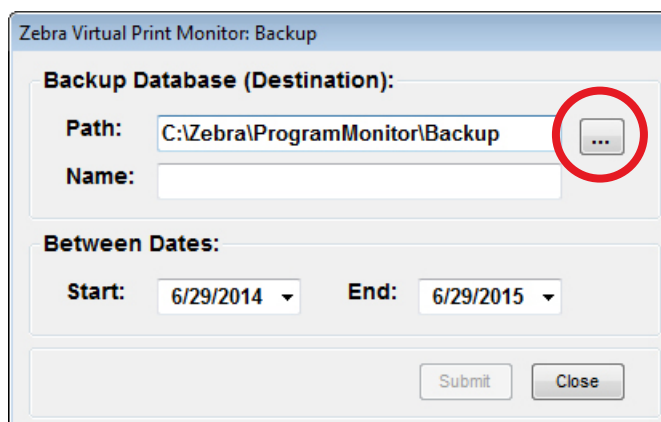 Zebra Virtual Print Monitor: Backup
Backup Database (Destination):
Path: C:\Zebra\ProgramMonitor\Backup ...
Name:
Between Dates:
Start: 6/29/2014 End: 6/29/2015
Submit Close